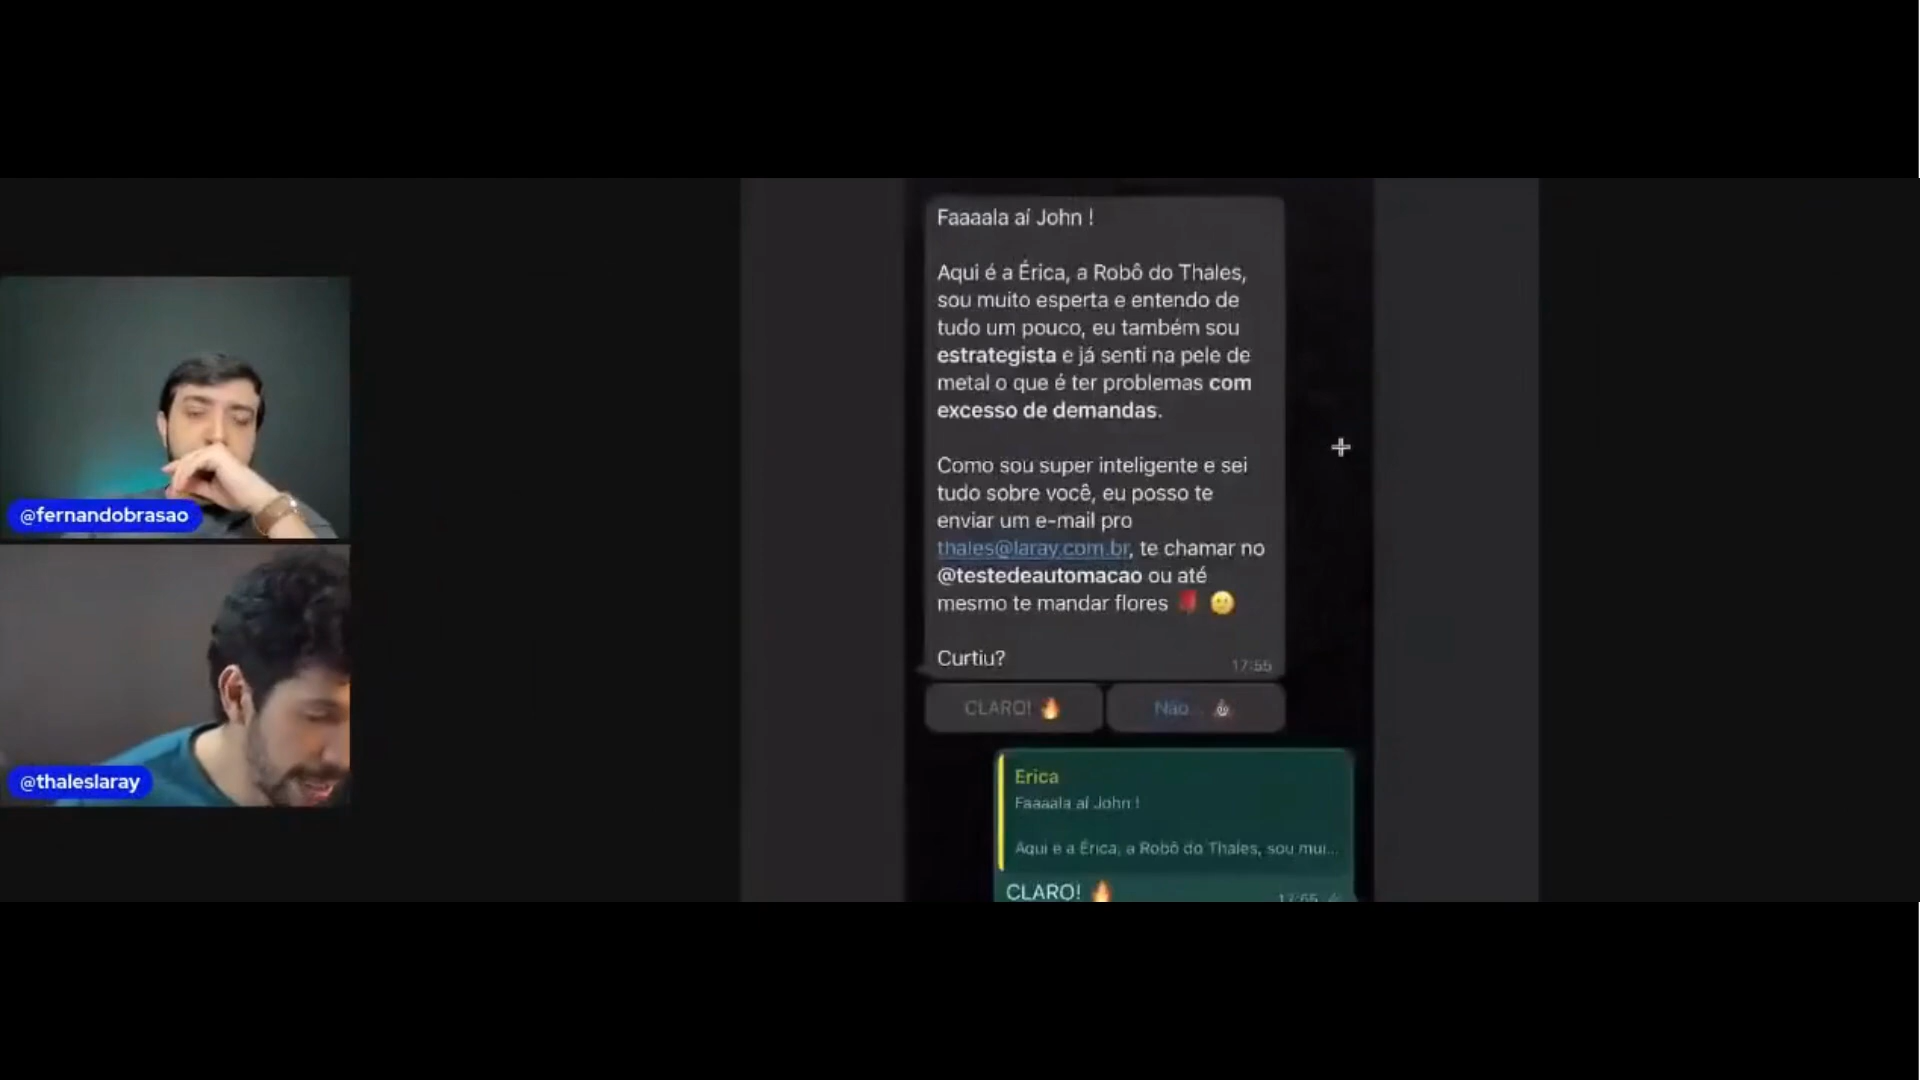 Faaaala aí John !
Aqui é a Érica, a Robô do Thales,
sou muito esperta e entendo de
tudo um pouco, eu também sou
estrategista e já senti na pele de
metal o que é ter problemas com
excesso de demandas.
Como sou super inteligente e sei
tudo sobre você, eu posso te
enviar um e-mail pro
thales@laray.com.br, te chamar no
@testedeautomacao ou até
mesmo te mandar flores 🌹 🙂
Curtiu?
17:55
CLARO! 🔥
Não
Erica
Faaaala aí John !
Aqui é a Érica, a Robô do Thales, sou mui...
CLARO! 🔥
17:55
@fernandobrasao
@thaleslaray